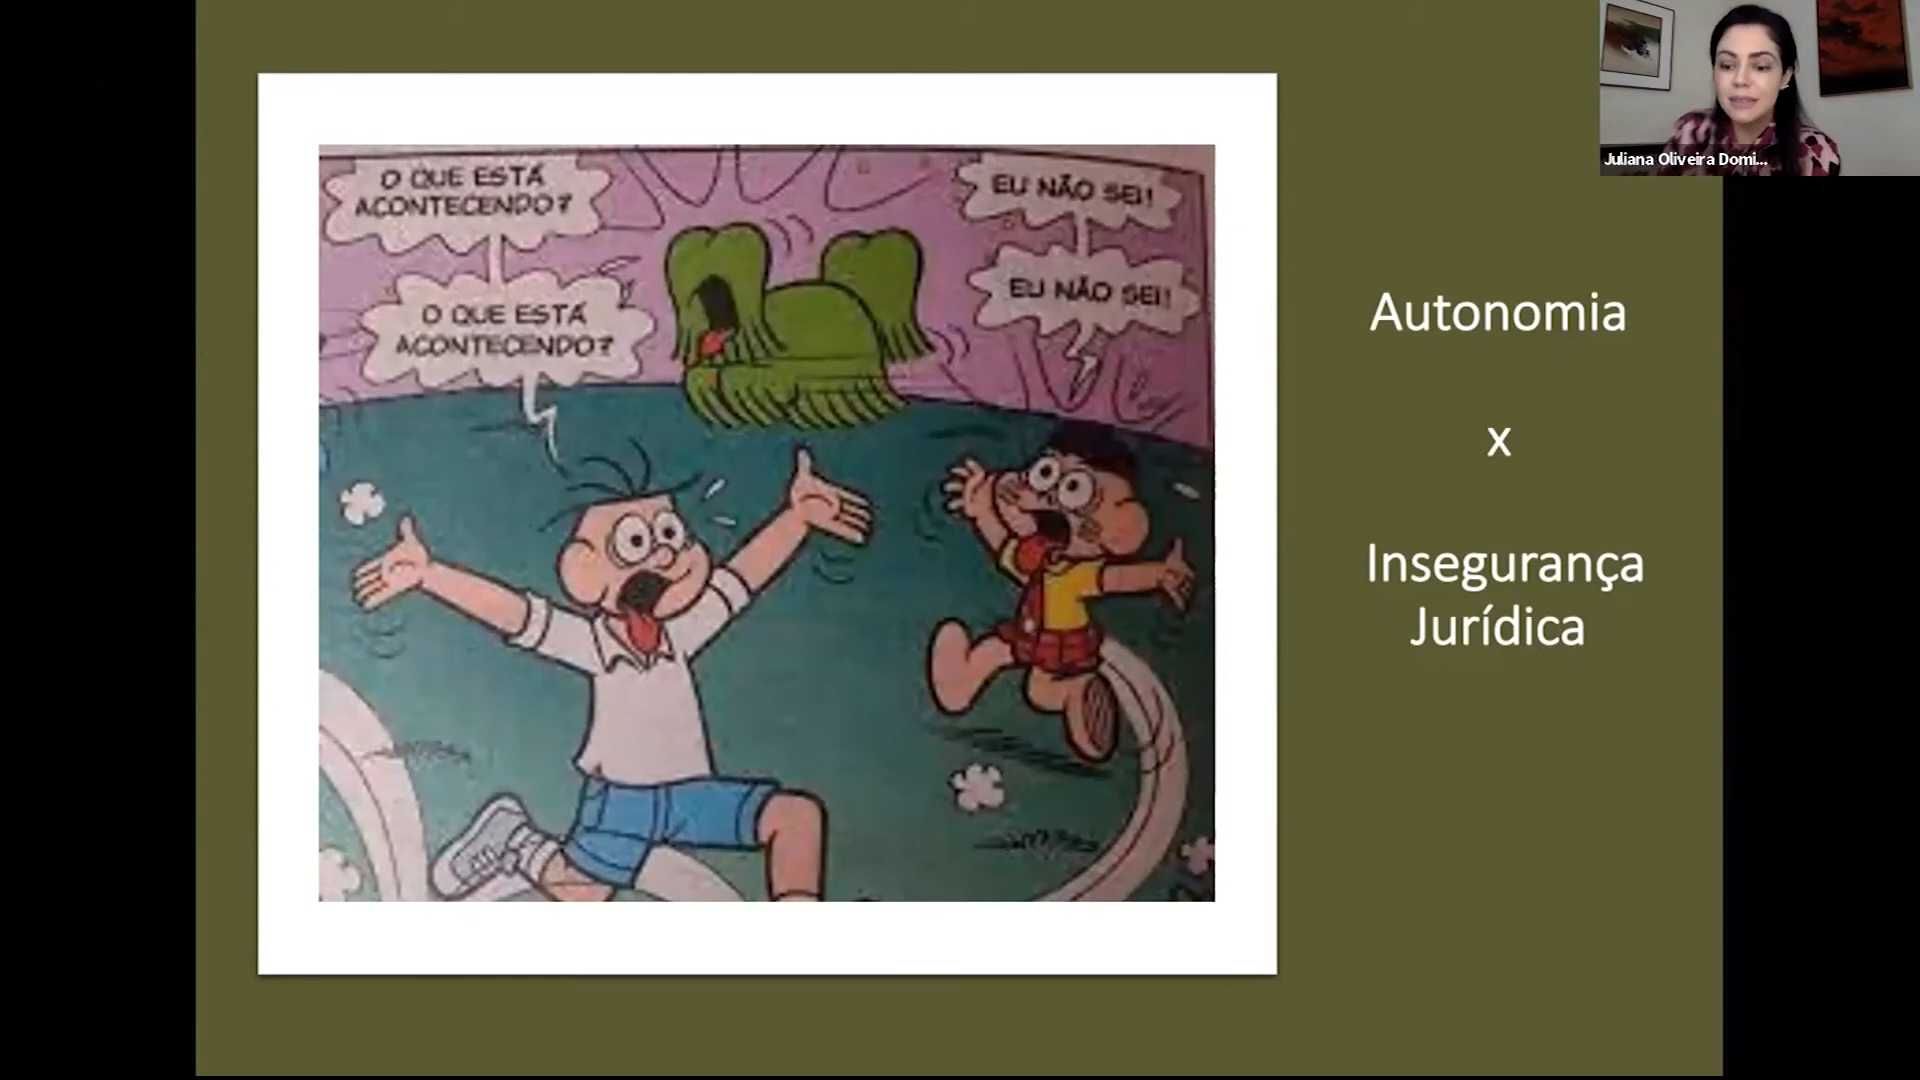 O QUE ESTÁ
ACONTECENDO?
O QUE ESTÁ
ACONTECENDO?
EU NÃO SEI!
EU NÃO SEI!
Autonomia
x
Insegurança
Jurídica
Juliana Oliveira Domi...